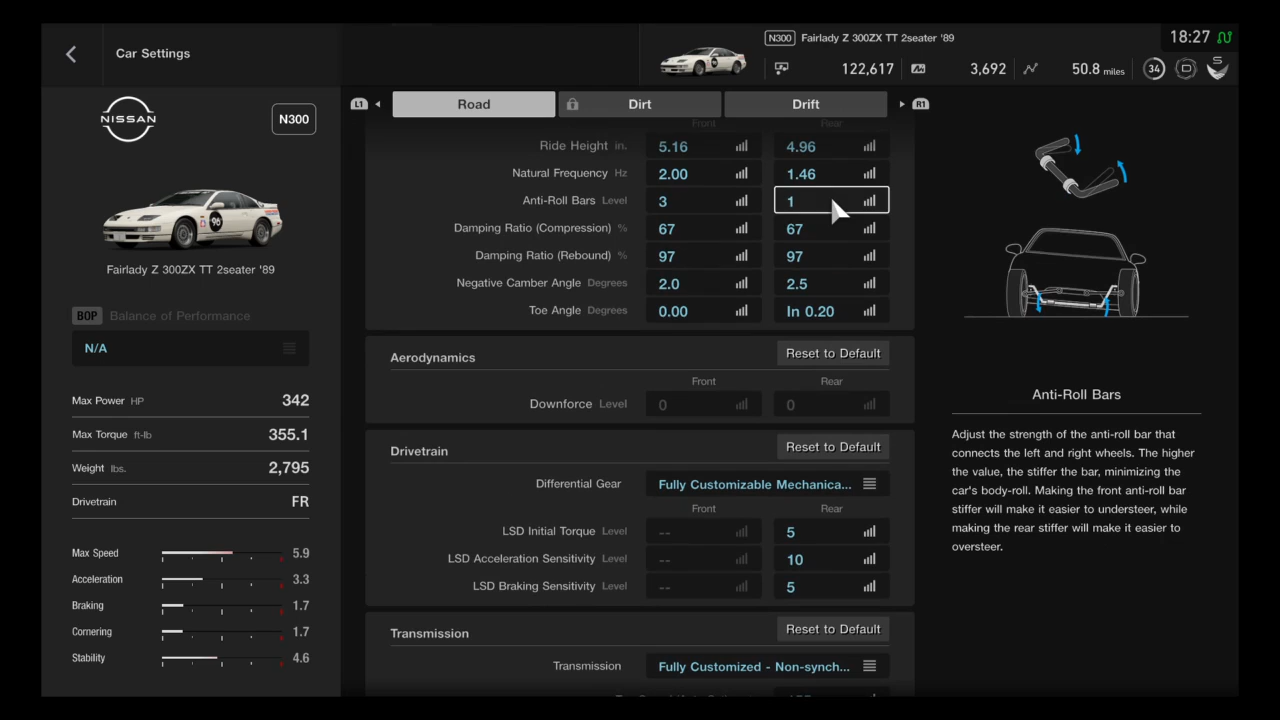 Car Settings
N300 Fairlady Z 300ZX TT 2seater '89
18:27
122,617 3,692 50.8 miles 34 S
NISSAN N300
96
Fairlady Z 300ZX TT 2seater '89
BOP Balance of Performance
N/A
Max Power HP 342
Max Torque ft-lb 355.1
Weight lbs. 2,795
Drivetrain FR
Max Speed 5.9
Acceleration 3.3
Braking 1.7
Cornering 1.7
Stability 4.6
L1 Road Dirt Drift R1
Front Rear
Ride Height in. 5.16 4.96
Natural Frequency Hz 2.00 1.46
Anti-Roll Bars Level 3 1
Damping Ratio (Compression) % 67 67
Damping Ratio (Rebound) % 97 97
Negative Camber Angle Degrees 2.0 2.5
Toe Angle Degrees 0.00 In 0.20
Aerodynamics Reset to Default
Front Rear
Downforce Level 0 0
Drivetrain Reset to Default
Differential Gear Fully Customizable Mechanica...
Front Rear
LSD Initial Torque Level -- 5
LSD Acceleration Sensitivity Level -- 10
LSD Braking Sensitivity Level -- 5
Transmission Reset to Default
Transmission Fully Customized - Non-synch...
Anti-Roll Bars
Adjust the strength of the anti-roll bar that
connects the left and right wheels. The higher
the value, the stiffer the bar, minimizing the
car's body-roll. Making the front anti-roll bar
stiffer will make it easier to understeer, while
making the rear stiffer will make it easier to
oversteer.